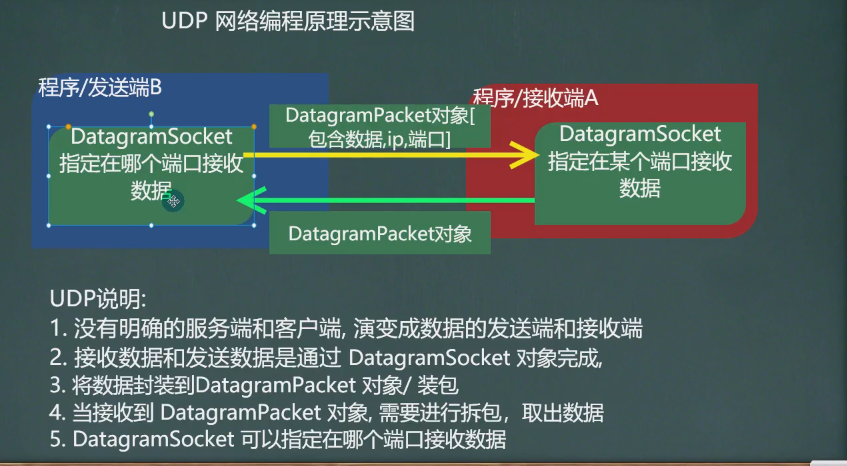 UDP 网络编程原理示意图
程序/发送端B
DatagramSocket
指定在哪个端口接收
数据
DatagramPacket对象[
包含数据,ip,端口]
DatagramPacket对象
程序/接收端A
DatagramSocket
指定在某个端口接收
数据
UDP说明:
1. 没有明确的服务端和客户端, 演变成数据的发送端和接收端
2. 接收数据和发送数据是通过 DatagramSocket 对象完成,
3. 将数据封装到DatagramPacket 对象/ 装包
4. 当接收到 DatagramPacket 对象, 需要进行拆包，取出数据
5. DatagramSocket 可以指定在哪个端口接收数据